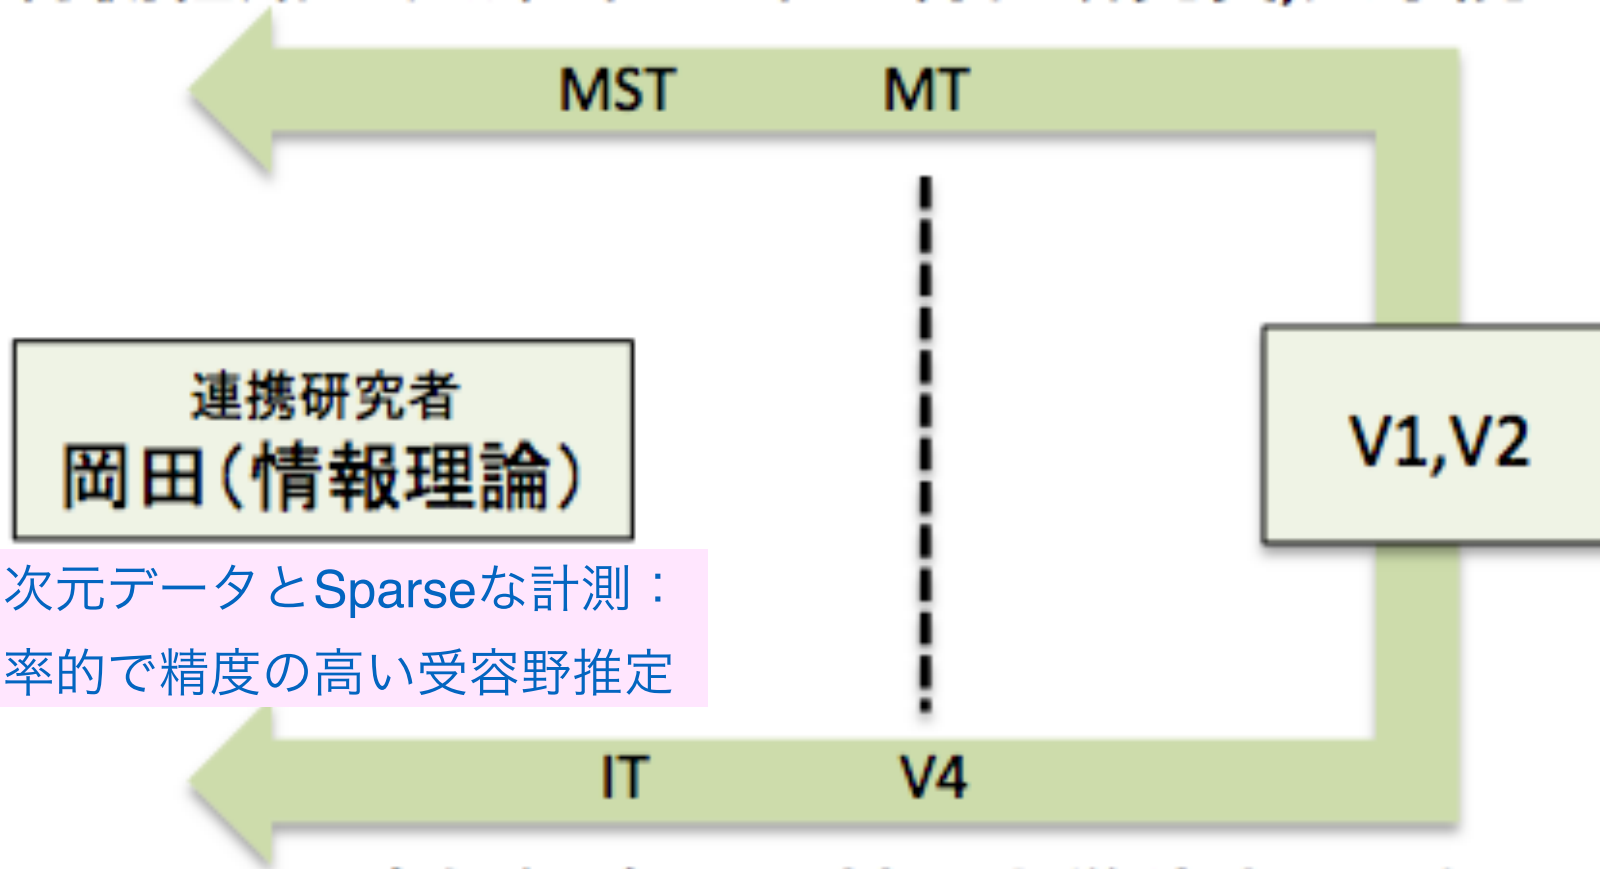 MST MT
連携研究者
岡田(情報理論)
V1,V2
次元データとSparseな計測：
率的で精度の高い受容野推定
IT V4